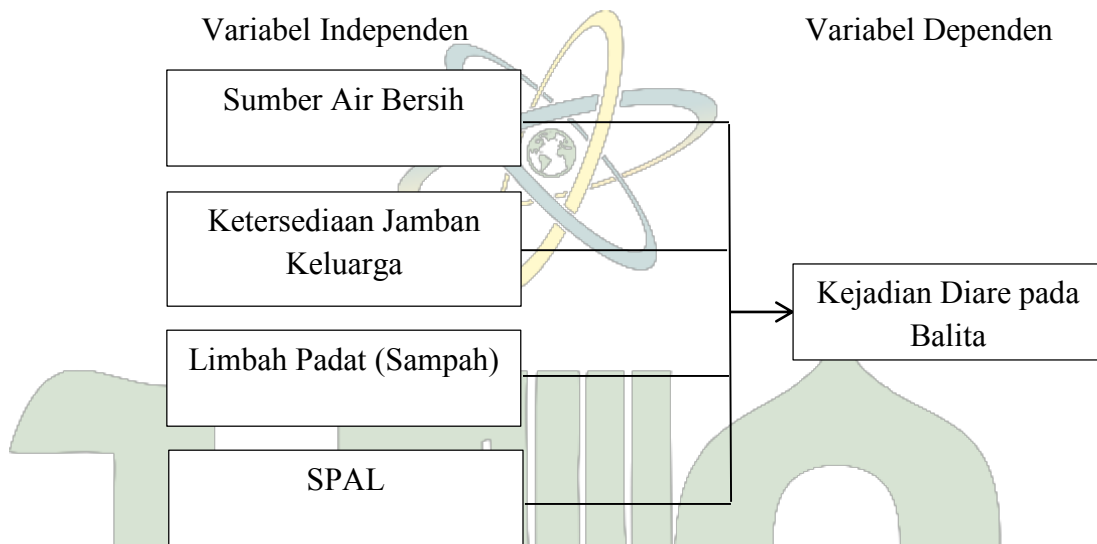 Variabel Independen
Variabel Dependen
Sumber Air Bersih
Ketersediaan Jamban
Keluarga
Kejadian Diare pada
Balita
Limbah Padat (Sampah)
SPAL